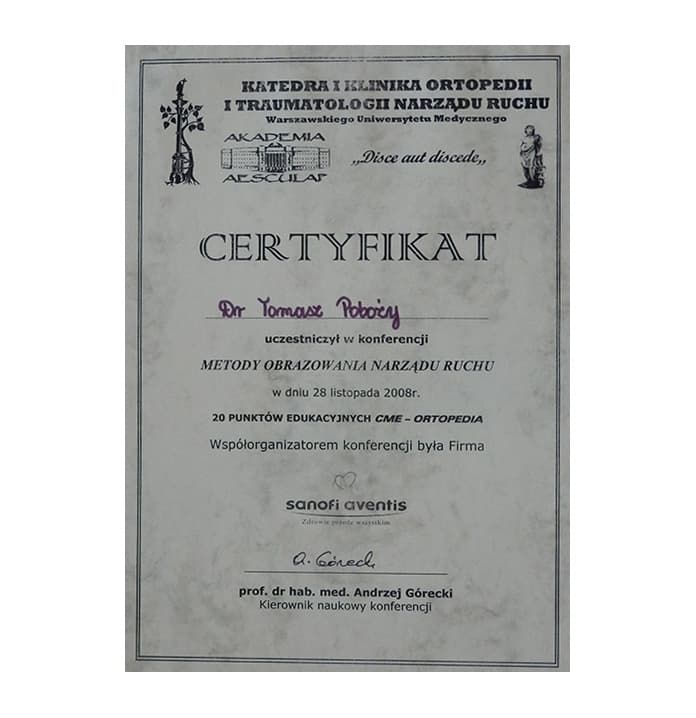 KATEDRA I KLINIKA ORTOPEDII
I TRAUMATOLOGII NARZĄDU RUCHU
Warszawskiego Uniwersytetu Medycznego
AKADEMIA
AESCULAP
,,Disce aut discede,,
CERTYFIKAT
Dr Tomasz Poboży
uczestniczył w konferencji
METODY OBRAZOWANIA NARZĄDU RUCHU
w dniu 28 listopada 2008r.
20 PUNKTÓW EDUKACYJNYCH CME – ORTOPEDIA
Współorganizatorem konferencji była Firma
sanofi aventis
Zdrowie przede wszystkim
A. Górecki
prof. dr hab. med. Andrzej Górecki
Kierownik naukowy konferencji